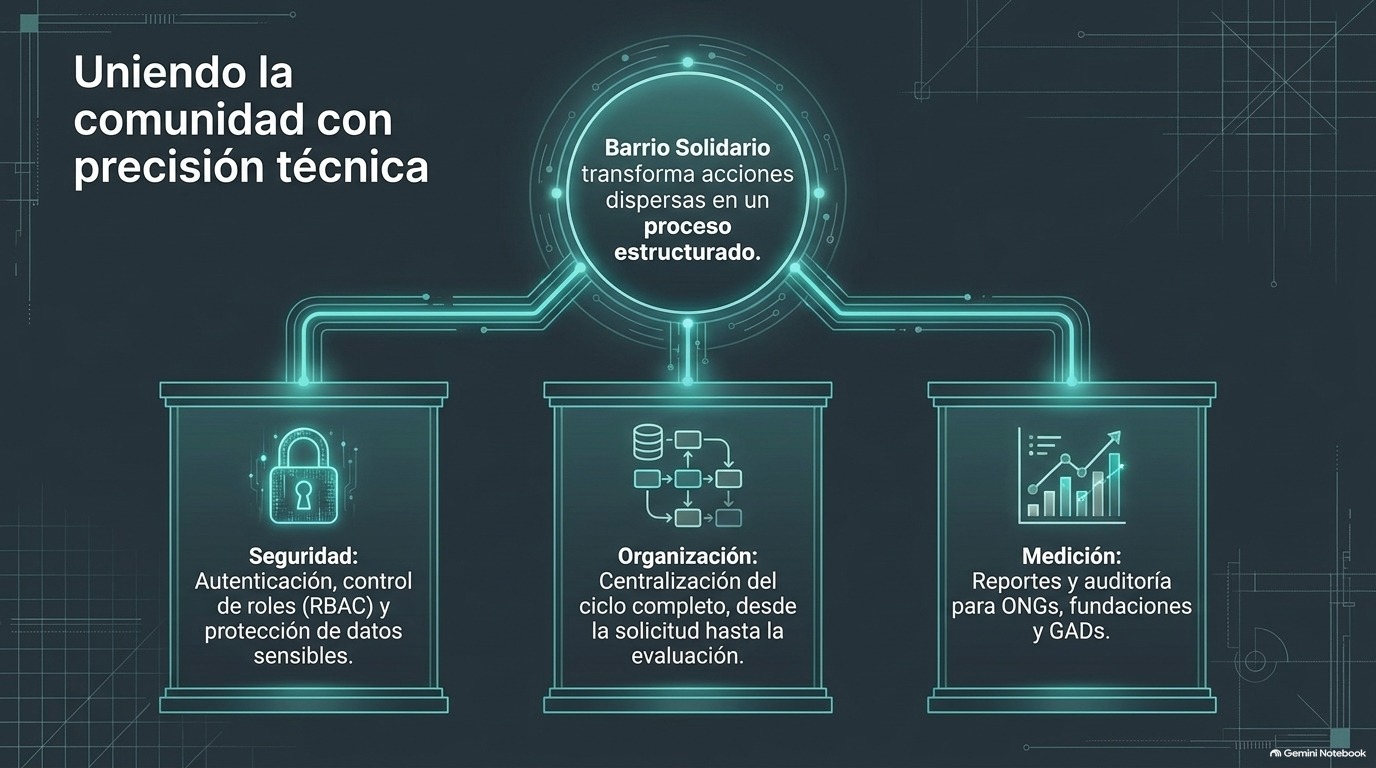 Uniendo la
comunidad con
precisión técnica
Barrio Solidario
transforma acciones
dispersas en un
proceso
estructurado.
Seguridad:
Autenticación, control
de roles (RBAC) y
protección de datos
sensibles.
Organización:
Centralización del
ciclo completo, desde
la solicitud hasta la
evaluación.
Medición:
Reportes y auditoría
para ONGs, fundaciones
y GADs.
Gemini Notebook